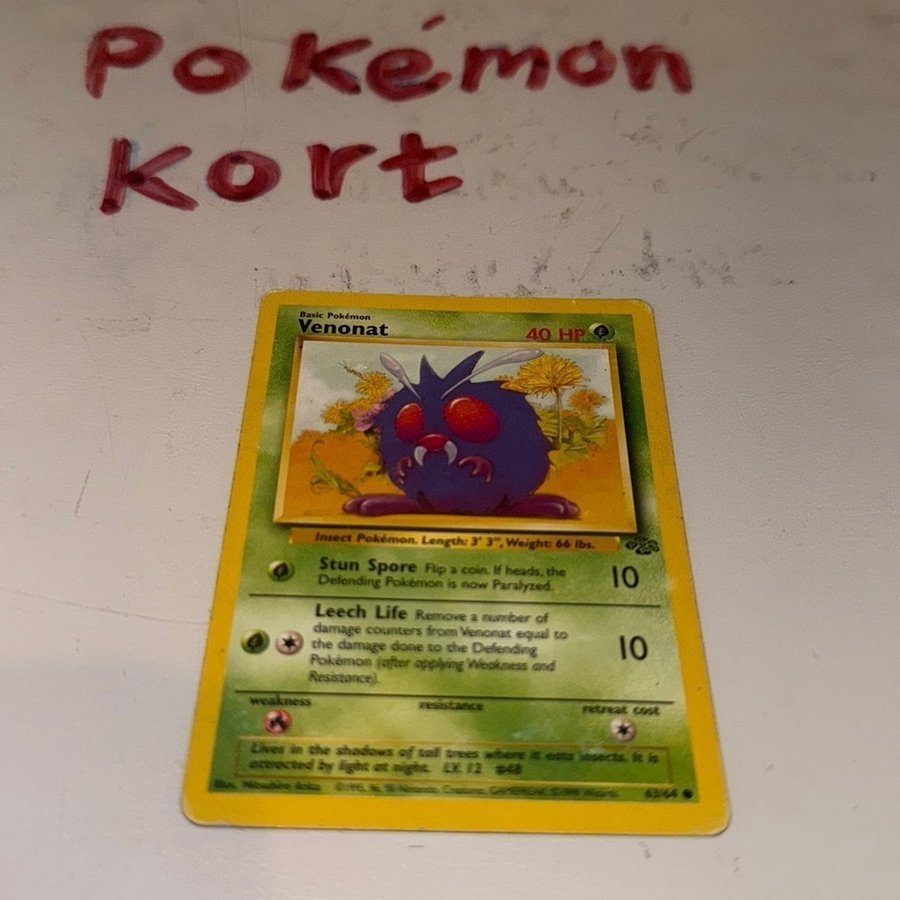 Pokémon
Kort
Basic Pokémon
Venonat
40 HP
Insect Pokémon. Length: 3' 3", Weight: 66 lbs.
Stun Spore Flip a coin. If heads, the
Defending Pokémon is now Paralyzed.
10
Leech Life Remove a number of
damage counters from Venonat equal to
the damage done to the Defending
Pokémon (after applying Weakness and
Resistance).
10
weakness
resistance
retreat cost
Lives in the shadows of tall trees where it eats insects. It is
attracted by light at night. LV. 12 #48
Illus. Mitsuhiro Arita
63/64